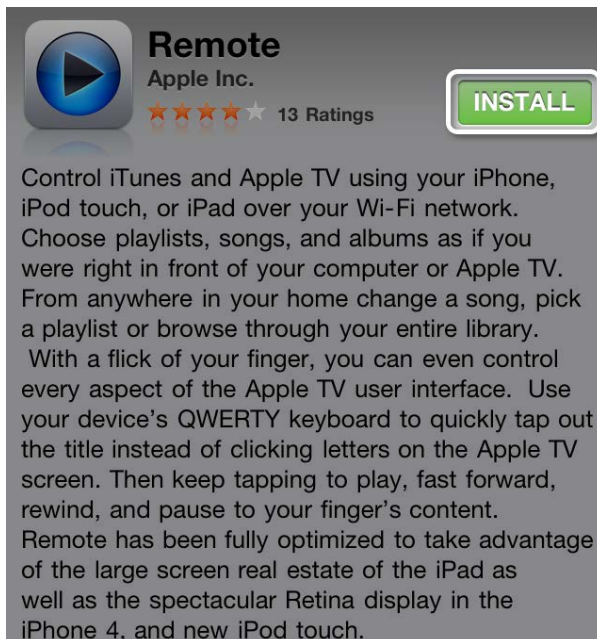 Remote
Apple Inc.
13 Ratings
INSTALL
Control iTunes and Apple TV using your iPhone,
iPod touch, or iPad over your Wi-Fi network.
Choose playlists, songs, and albums as if you
were right in front of your computer or Apple TV.
From anywhere in your home change a song, pick
a playlist or browse through your entire library.
With a flick of your finger, you can even control
every aspect of the Apple TV user interface.  Use
your device’s QWERTY keyboard to quickly tap out
the title instead of clicking letters on the Apple TV
screen. Then keep tapping to play, fast forward,
rewind, and pause to your finger’s content.
Remote has been fully optimized to take advantage
of the large screen real estate of the iPad as
well as the spectacular Retina display in the
iPhone 4, and new iPod touch.